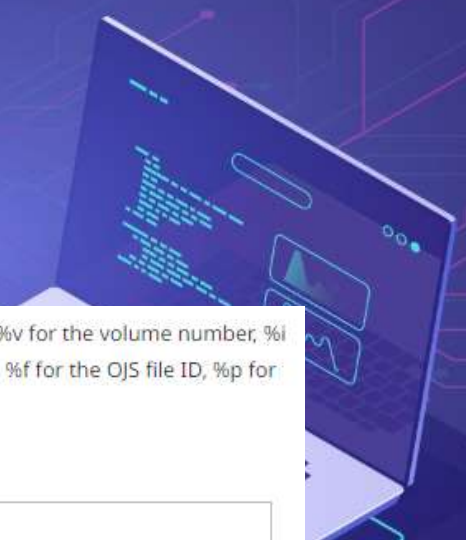 %v for the volume number, %i
%f for the OJS file ID, %p for